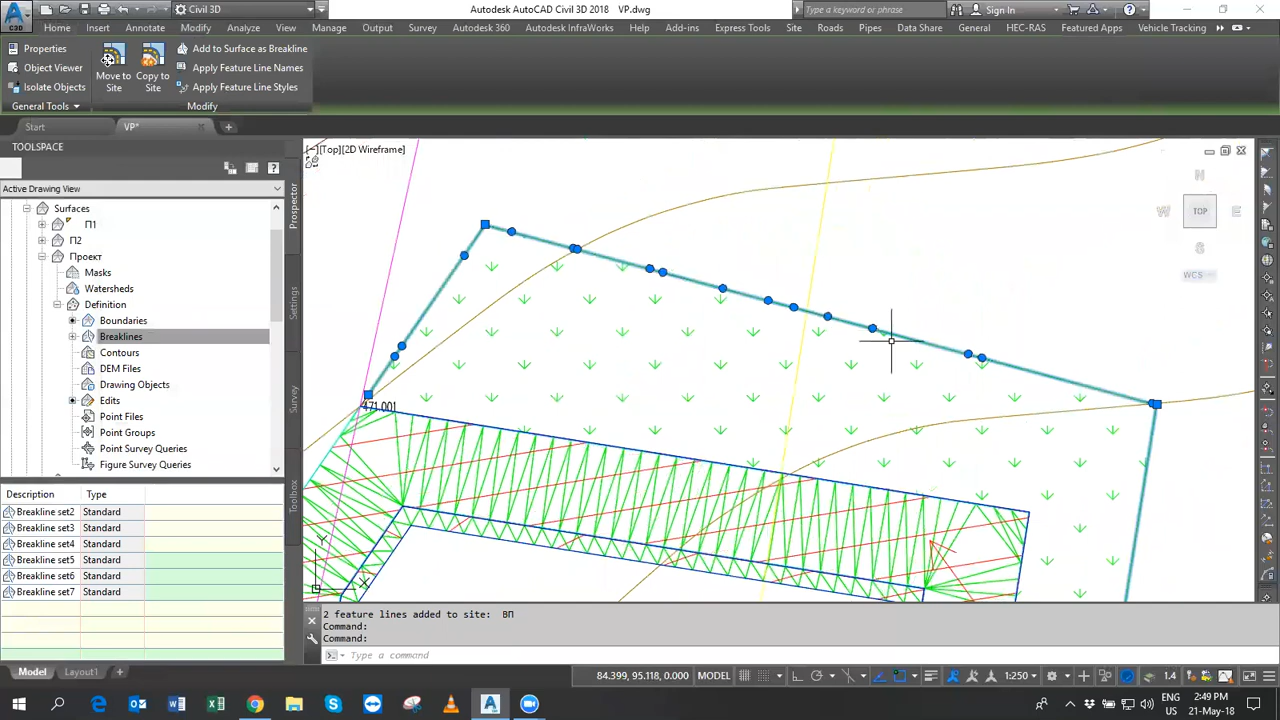 Civil 3D
Autodesk AutoCAD Civil 3D 2018 VP.dwg
Type a keyword or phrase
Sign In
Home Insert Annotate Modify Analyze View Manage Output Survey Autodesk 360 Autodesk InfraWorks Help Add-ins Express Tools Site Roads Pipes Data Share General HEC-RAS Featured Apps Vehicle Tracking
Properties
Object Viewer
Isolate Objects
General Tools
Move to Site
Copy to Site
Add to Surface as Breakline
Apply Feature Line Names
Apply Feature Line Styles
Modify
Start
VP*
TOOLSPACE
Active Drawing View
Surfaces
П1
П2
Проект
Masks
Watersheds
Definition
Boundaries
Breaklines
Contours
DEM Files
Drawing Objects
Edits
Point Files
Point Groups
Point Survey Queries
Figure Survey Queries
Description Type
Breakline set2 Standard
Breakline set3 Standard
Breakline set4 Standard
Breakline set5 Standard
Breakline set6 Standard
Breakline set7 Standard
Prospector
Settings
Survey
Toolbox
[−][Top][2D Wireframe]
N
W TOP E
S
WCS
471.001
Y
X
2 feature lines added to site: ВП
Command:
Command:
Type a command
Model Layout1
84.399, 95.118, 0.000 MODEL
1:250
1.4
ENG
US
2:49 PM
21-May-18